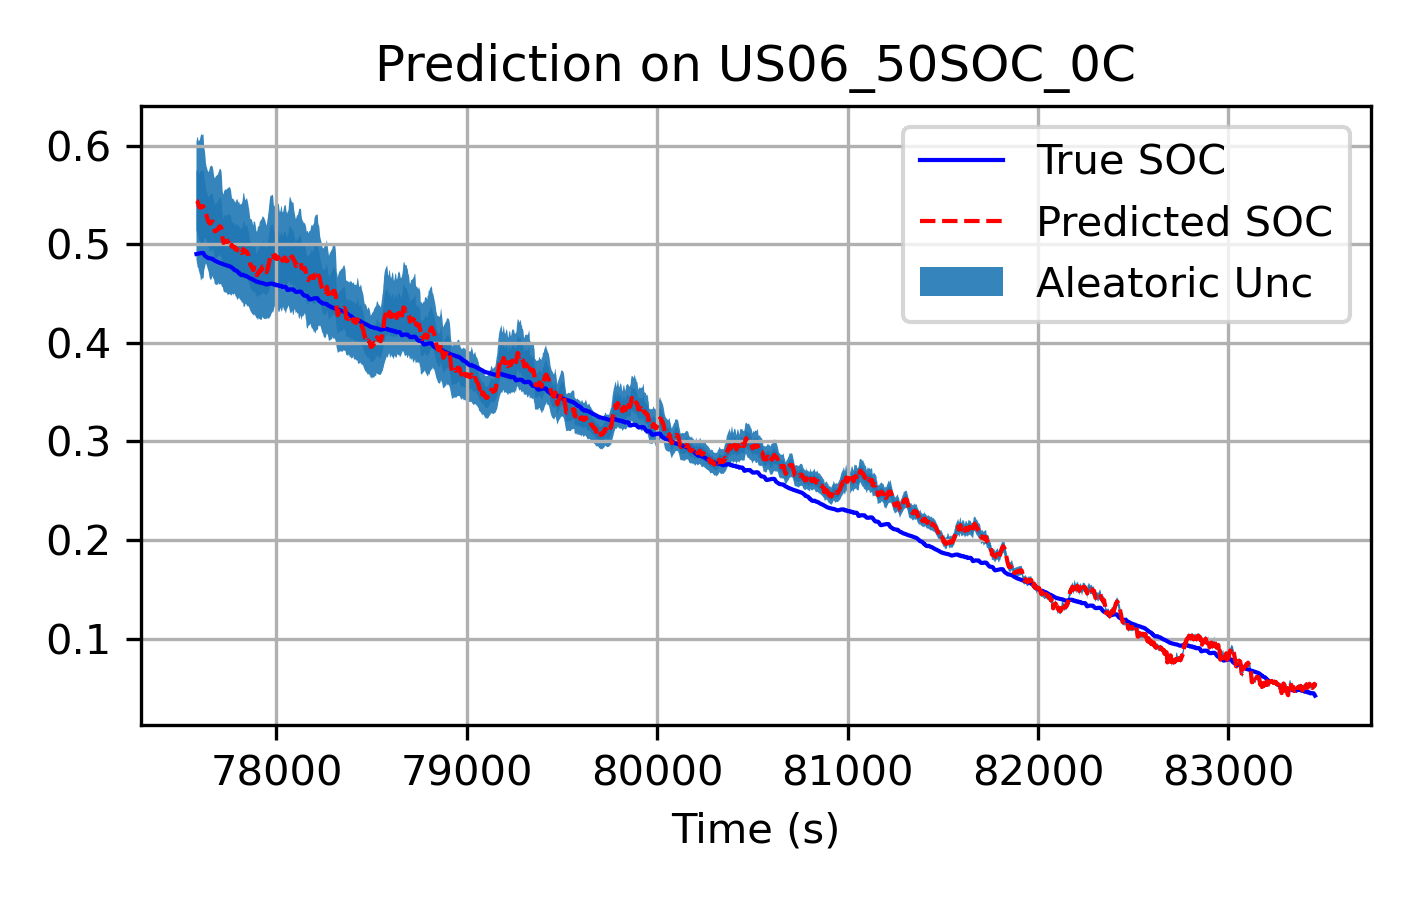 Prediction on US06_50SOC_0C
True SOC
Predicted SOC
Aleatoric Unc
0.6
0.5
0.4
0.3
0.2
0.1
78000 79000 80000 81000 82000 83000
Time (s)